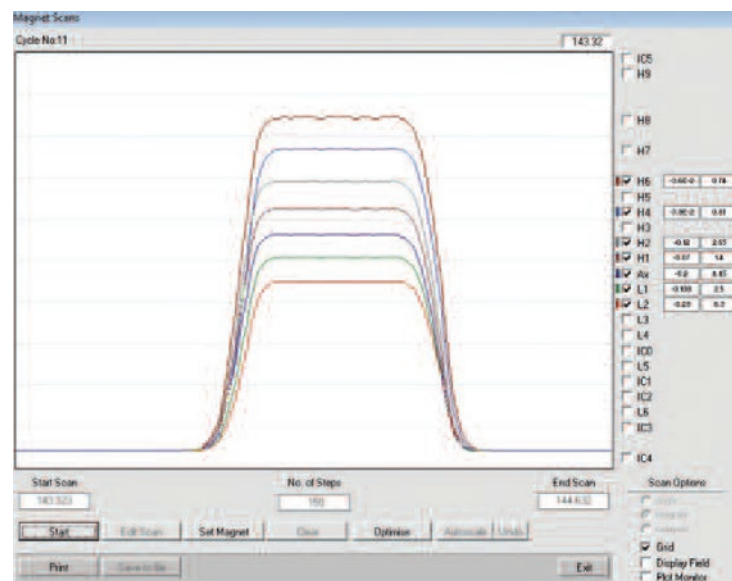 Magnet Scans
Cycle No:11
143.32
IC5
H9
H8
H7
H6
H5
H4
H3
H2
H1
Ax
L1
L2
L3
L4
IC0
L5
IC1
IC2
L6
IC3
IC4
Start Scan
No. of Steps
End Scan
Scan Options
143.323
144.632
Start
Edit Scan
Set Magnet
Clear
Optimise
Autoscale
Undo
Grid
Display Field
Plot Monitor
Print
Save to file
Exit